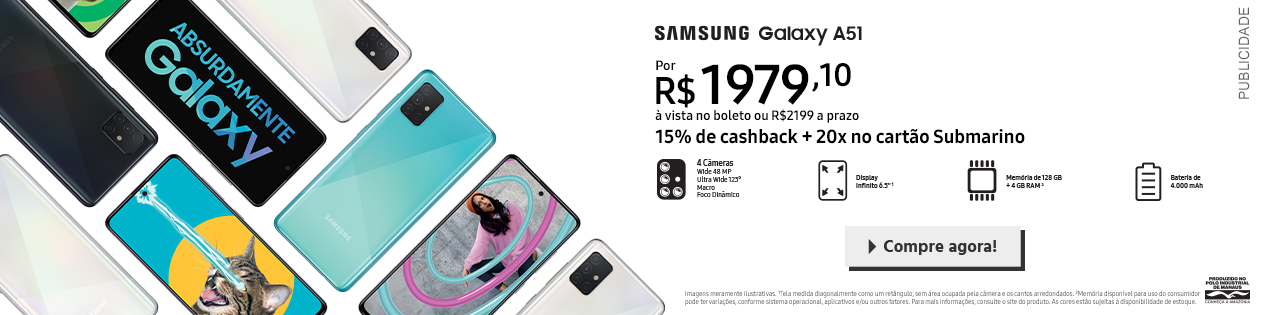 ABSURDAMENTE
Galaxy
SAMSUNG
SAMSUNG Galaxy A51
PUBLICIDADE
Por
R$ 1979,10
à vista no boleto ou R$2199 a prazo
15% de cashback + 20x no cartão Submarino
4 Câmeras
Wide 48 MP
Ultra Wide 123°
Macro
Foco Dinâmico
Display
Infinito 6.5"¹
Memória de 128 GB
+ 4 GB RAM²
Bateria de
4.000 mAh
Compre agora!
Imagens meramente ilustrativas. ¹Tela medida diagonalmente como um retângulo, sem área ocupada pela câmera e os cantos arredondados. ²Memória disponível para uso do consumidor
pode ter variações, conforme sistema operacional, aplicativos e/ou outros fatores. Para mais informações, consulte o site do produto. As cores estão sujeitas à disponibilidade de estoque.
PRODUZIDO NO
POLO INDUSTRIAL
DE MANAUS
CONHEÇA A AMAZÔNIA